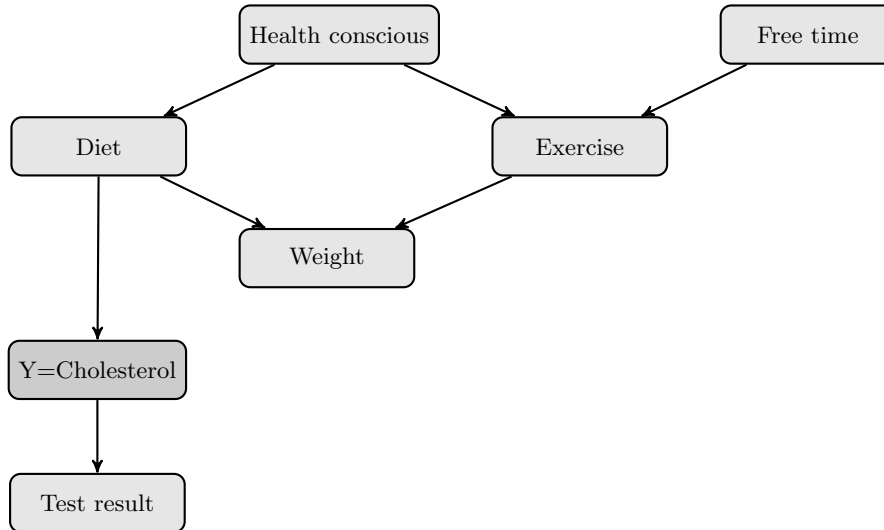 Health conscious
Free time
Diet
Exercise
Weight
Y=Cholesterol
Test result